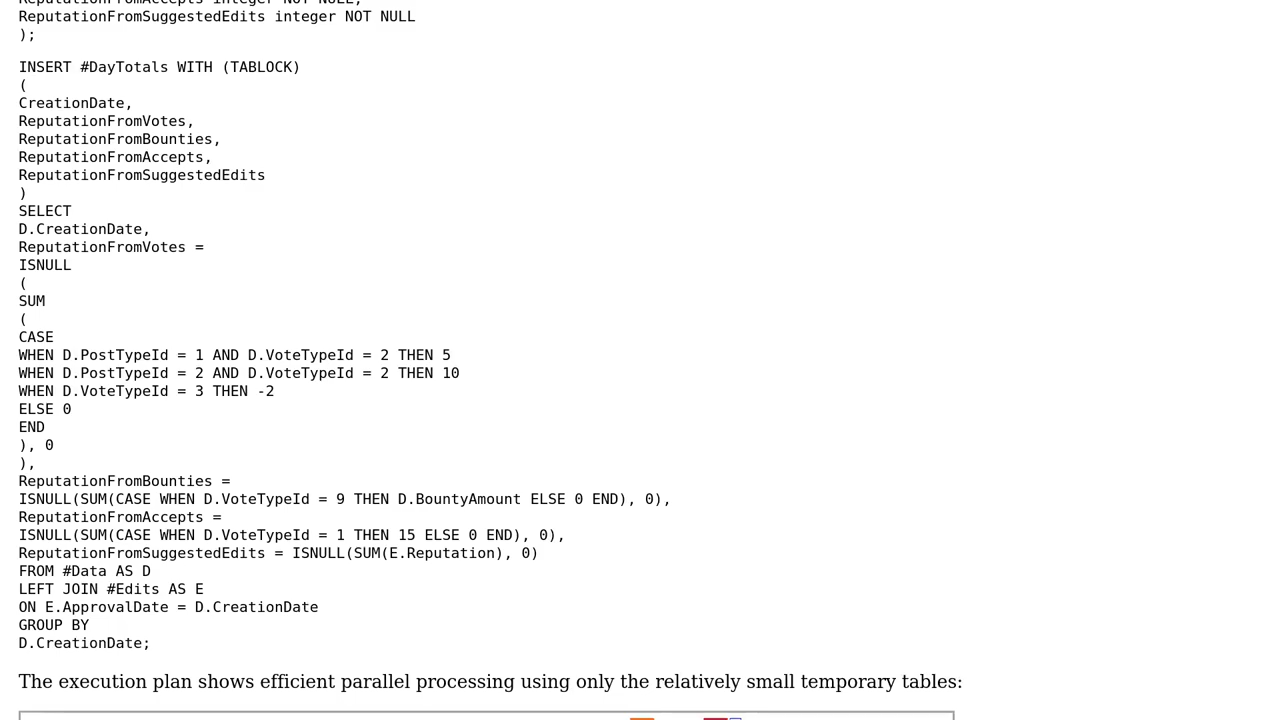 ReputationFromAccepts integer NOT NULL,
ReputationFromSuggestedEdits integer NOT NULL
);
INSERT #DayTotals WITH (TABLOCK)
(
CreationDate,
ReputationFromVotes,
ReputationFromBounties,
ReputationFromAccepts,
ReputationFromSuggestedEdits
)
SELECT
D.CreationDate,
ReputationFromVotes =
ISNULL
(
SUM
(
CASE
WHEN D.PostTypeId = 1 AND D.VoteTypeId = 2 THEN 5
WHEN D.PostTypeId = 2 AND D.VoteTypeId = 2 THEN 10
WHEN D.VoteTypeId = 3 THEN -2
ELSE 0
END
), 0
),
ReputationFromBounties =
ISNULL(SUM(CASE WHEN D.VoteTypeId = 9 THEN D.BountyAmount ELSE 0 END), 0),
ReputationFromAccepts =
ISNULL(SUM(CASE WHEN D.VoteTypeId = 1 THEN 15 ELSE 0 END), 0),
ReputationFromSuggestedEdits = ISNULL(SUM(E.Reputation), 0)
FROM #Data AS D
LEFT JOIN #Edits AS E
ON E.ApprovalDate = D.CreationDate
GROUP BY
D.CreationDate;
The execution plan shows efficient parallel processing using only the relatively small temporary tables: